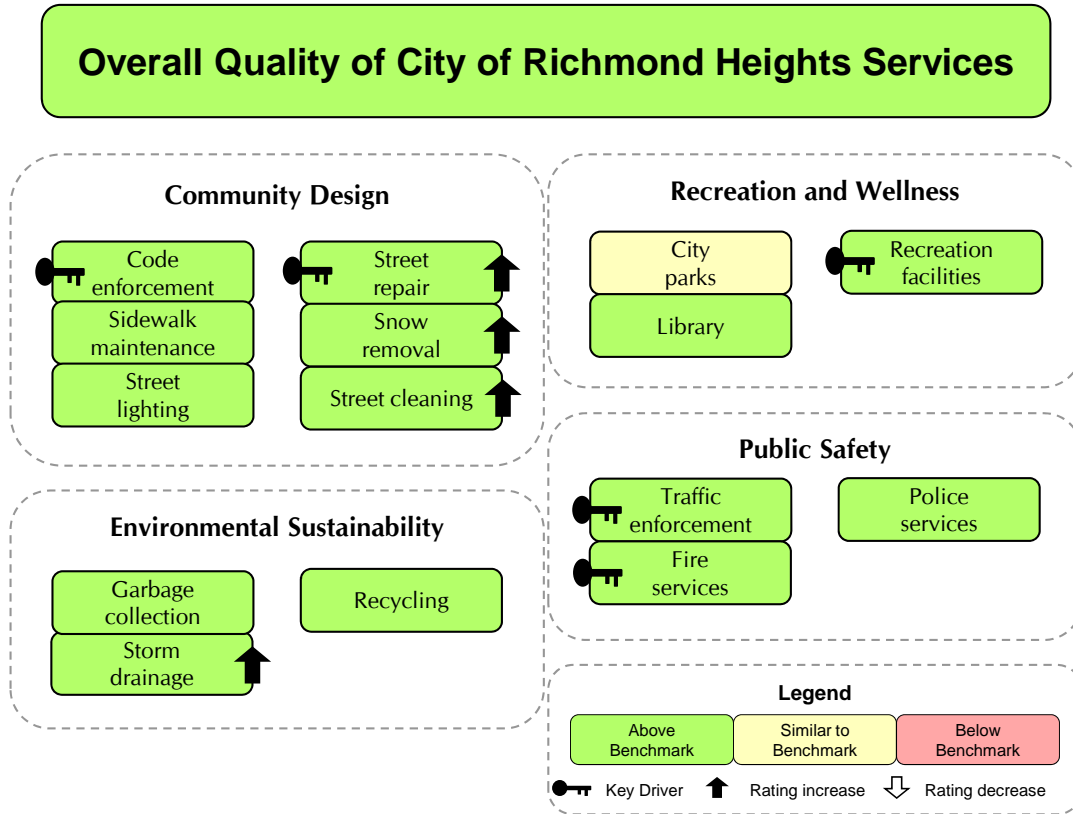 Overall Quality of City of Richmond Heights Services
Community Design
Code
enforcement
Sidewalk
maintenance
Street
lighting
Street
repair
Snow
removal
Street cleaning
Recreation and Wellness
City
parks
Library
Recreation
facilities
Environmental Sustainability
Garbage
collection
Storm
drainage
Recycling
Public Safety
Traffic
enforcement
Fire
services
Police
services
Legend
Above
Benchmark
Similar to
Benchmark
Below
Benchmark
Key Driver
Rating increase
Rating decrease